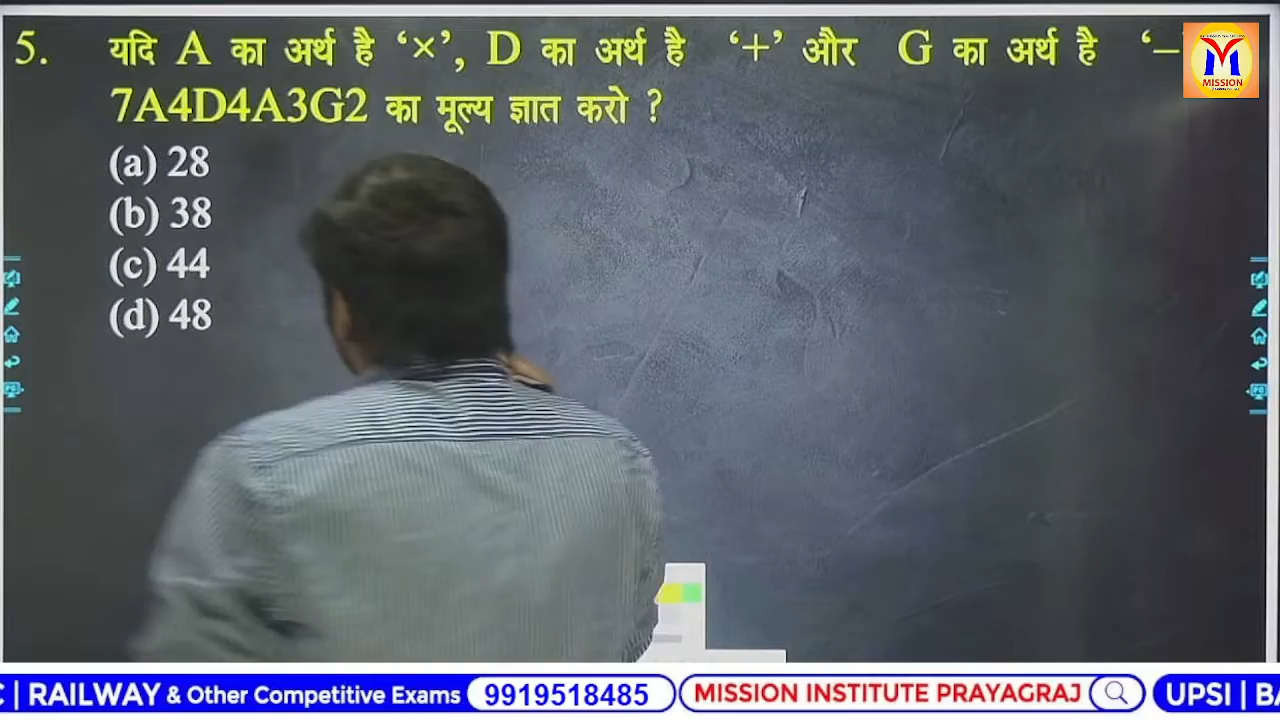 5. यदि A का अर्थ है ‘×’, D का अर्थ है ‘+’ और G का अर्थ है ‘–
7A4D4A3G2 का मूल्य ज्ञात करो ?
(a) 28
(b) 38
(c) 44
(d) 48
MISSION
| RAILWAY & Other Competitive Exams 9919518485 MISSION INSTITUTE PRAYAGRAJ UPSI |